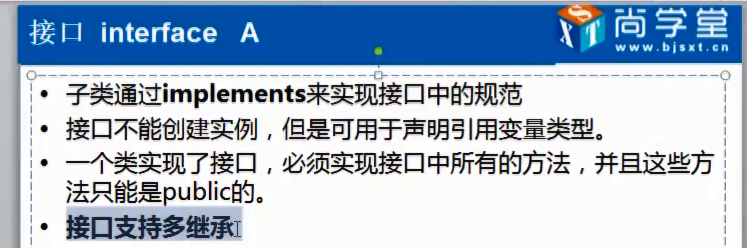 接口 interface A
尚学堂
www.bjsxt.cn
SXT
• 子类通过implements来实现接口中的规范
• 接口不能创建实例，但是可用于声明引用变量类型。
• 一个类实现了接口，必须实现接口中所有的方法，并且这些方
法只能是public的。
• 接口支持多继承